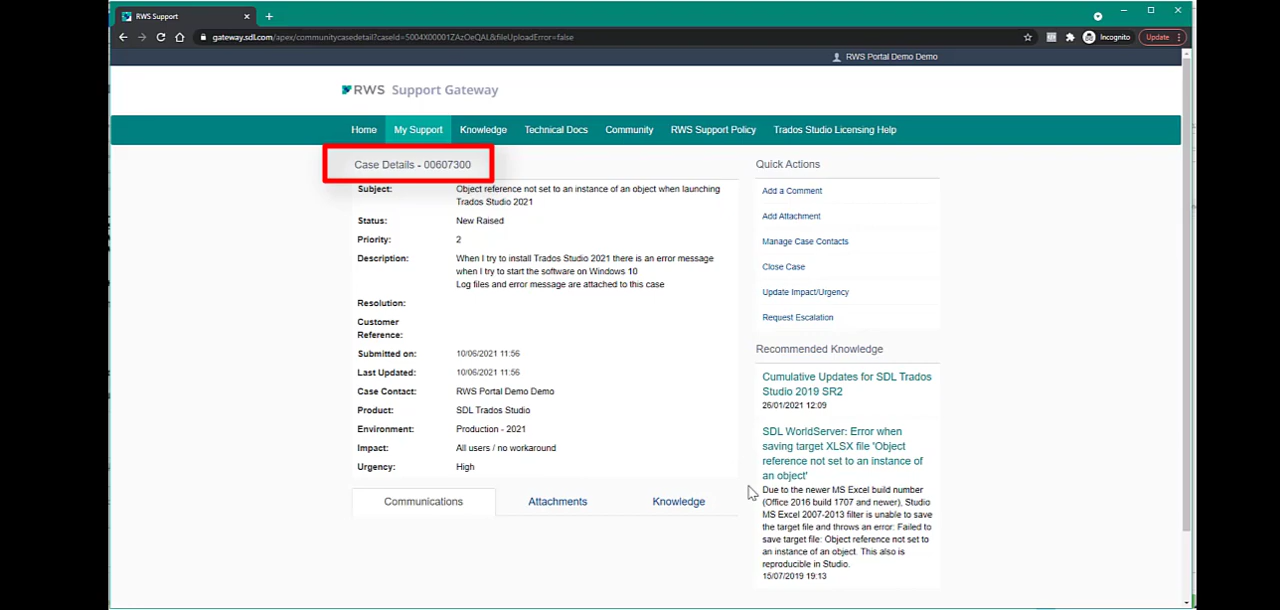 RWS Support
gateway.sdl.com/apex/communitycasedetail?caseId=5004X00001ZAzOeQAL&fileUploadError=false
Incognito
Update
RWS Portal Demo Demo
RWS Support Gateway
Home My Support Knowledge Technical Docs Community RWS Support Policy Trados Studio Licensing Help
Case Details - 00607300
Subject: Object reference not set to an instance of an object when launching
Trados Studio 2021
Status: New Raised
Priority: 2
Description: When I try to install Trados Studio 2021 there is an error message
when I try to start the software on Windows 10
Log files and error message are attached to this case
Resolution:
Customer
Reference:
Submitted on: 10/06/2021 11:56
Last Updated: 10/06/2021 11:56
Case Contact: RWS Portal Demo Demo
Product: SDL Trados Studio
Environment: Production - 2021
Impact: All users / no workaround
Urgency: High
Communications Attachments Knowledge
Quick Actions
Add a Comment
Add Attachment
Manage Case Contacts
Close Case
Update Impact/Urgency
Request Escalation
Recommended Knowledge
Cumulative Updates for SDL Trados
Studio 2019 SR2
26/01/2021 12:09
SDL WorldServer: Error when
saving target XLSX file 'Object
reference not set to an instance of
an object'
Due to the newer MS Excel build number
(Office 2016 build 1707 and newer), Studio
MS Excel 2007-2013 filter is unable to save
the target file and throws an error: Failed to
save target file: Object reference not set to
an instance of an object. This also is
reproducible in Studio.
15/07/2019 19:13